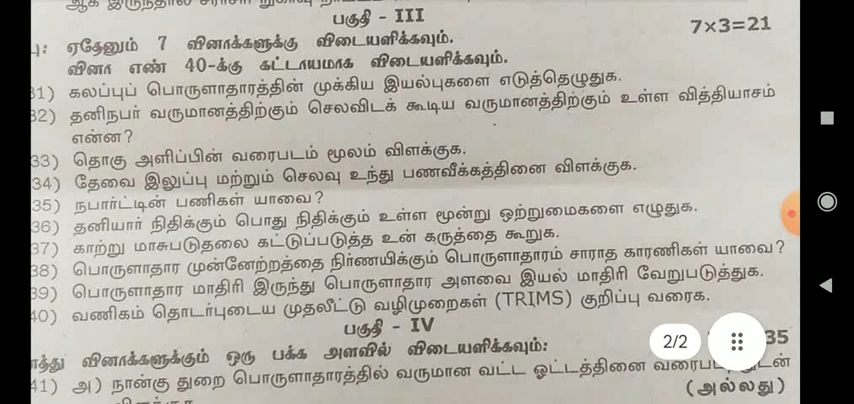 பகுதி - III
7×3=21
ஏதேனும் 7 வினாக்களுக்கு விடையளிக்கவும்.
வினா எண் 40-க்கு கட்டாயமாக விடையளிக்கவும்.
31) கலப்புப் பொருளாதாரத்தின் முக்கிய இயல்புகளை எடுத்தெழுதுக.
32) தனிநபர் வருமானத்திற்கும் செலவிடக் கூடிய வருமானத்திற்கும் உள்ள வித்தியாசம்
என்ன?
33) தொகு அளிப்பின் வரைபடம் மூலம் விளக்குக.
34) தேவை இலுப்பு மற்றும் செலவு உந்து பணவீக்கத்தினை விளக்குக.
35) நபார்ட்டின் பணிகள் யாவை?
36) தனியார் நிதிக்கும் பொது நிதிக்கும் உள்ள மூன்று ஒற்றுமைகளை எழுதுக.
37) காற்று மாசுபடுதலை கட்டுப்படுத்த உன் கருத்தை கூறுக.
38) பொருளாதார முன்னேற்றத்தை நிர்ணயிக்கும் பொருளாதாரம் சாராத காரணிகள் யாவை?
39) பொருளாதார மாதிரி இருந்து பொருளாதார அளவை இயல் மாதிரி வேறுபடுத்துக.
40) வணிகம் தொடர்புடைய முதலீட்டு வழிமுறைகள் (TRIMS) குறிப்பு வரைக.
பகுதி - IV
35
வினாக்களுக்கும் ஒரு பக்க அளவில் விடையளிக்கவும்:
2/2
41) அ) நான்கு துறை பொருளாதாரத்தில் வருமான வட்ட ஓட்டத்தினை
(அல்லது)